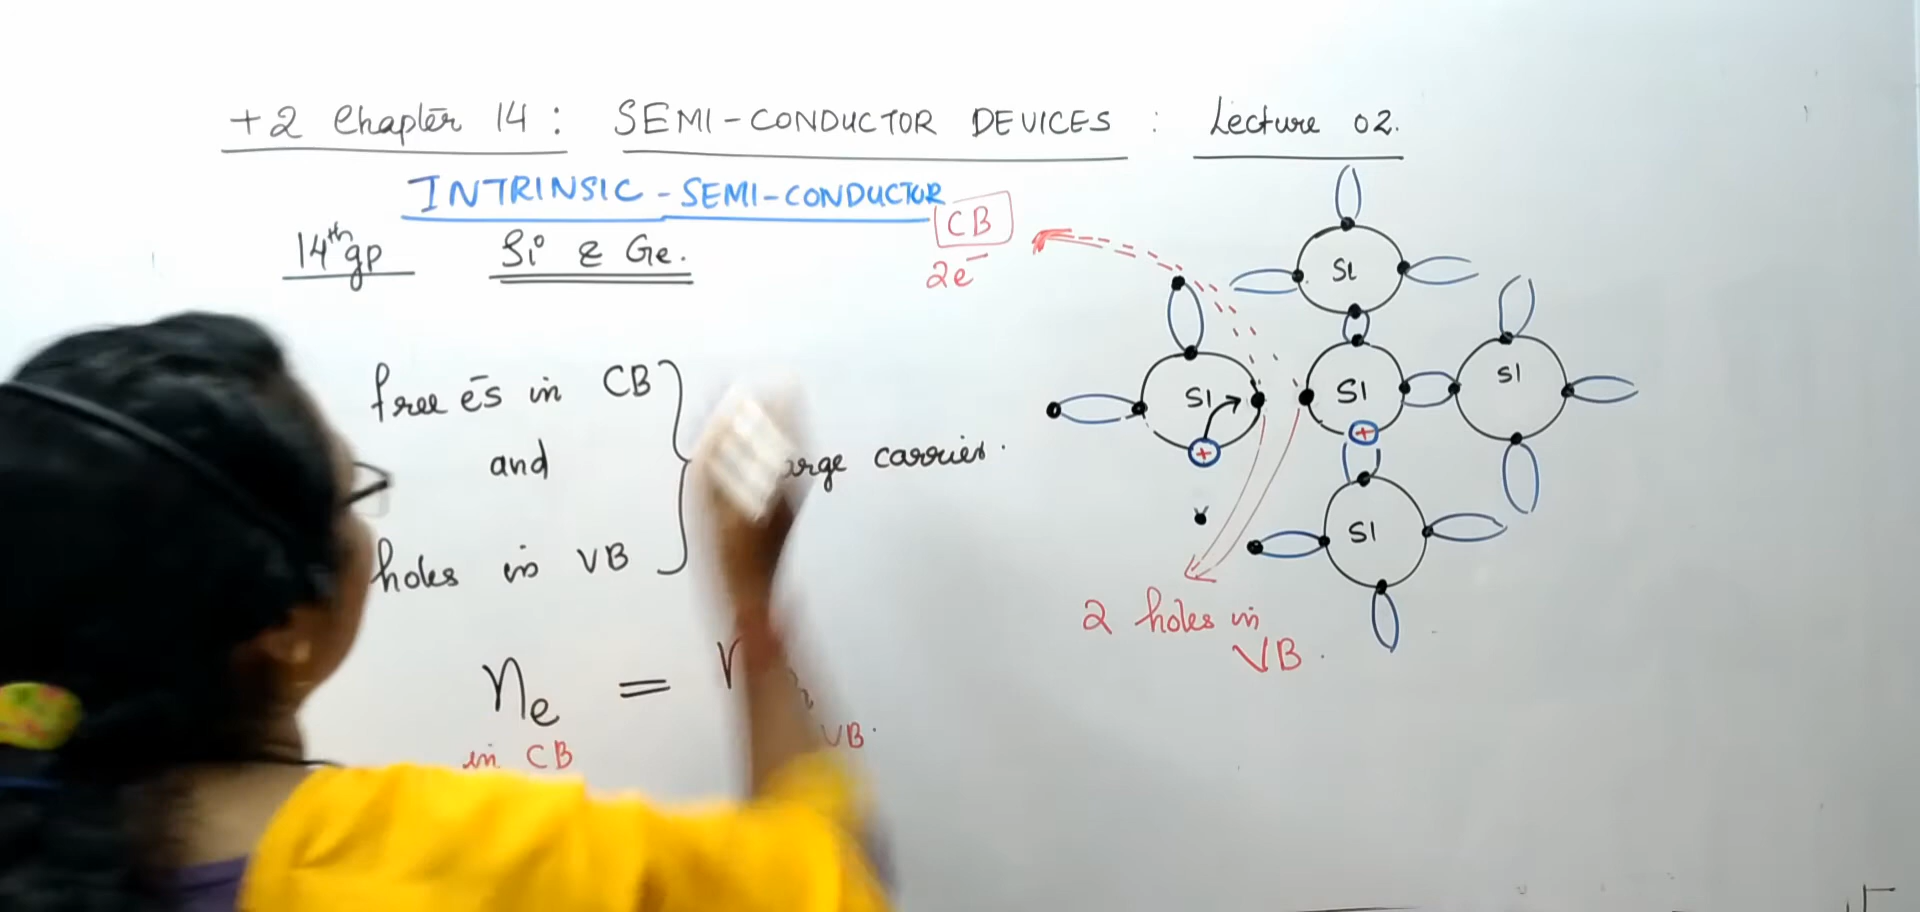 +2 Chapter 14 : SEMI-CONDUCTOR DEVICES : Lecture 02.
INTRINSIC-SEMI-CONDUCTOR
14th gp Si & Ge.
CB
2e⁻
free ēs in CB
and
carrier.
holes in VB
nₑ =
in CB
VB.
Si
Si
Si
Si
+
+
Si
2 holes in
VB.